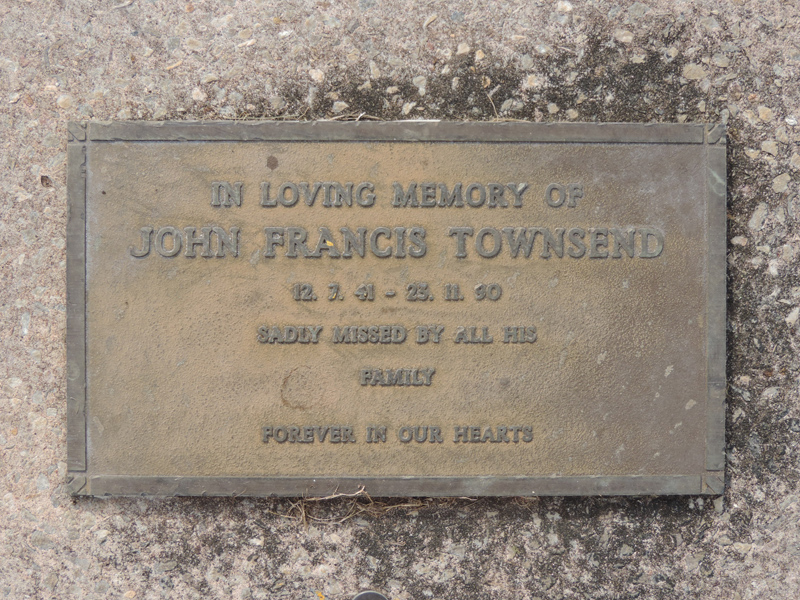 IN LOVING MEMORY OF
JOHN FRANCIS TOWNSEND
12. 7. 41 - 23. 11. 90
SADLY MISSED BY ALL HIS
FAMILY
FOREVER IN OUR HEARTS